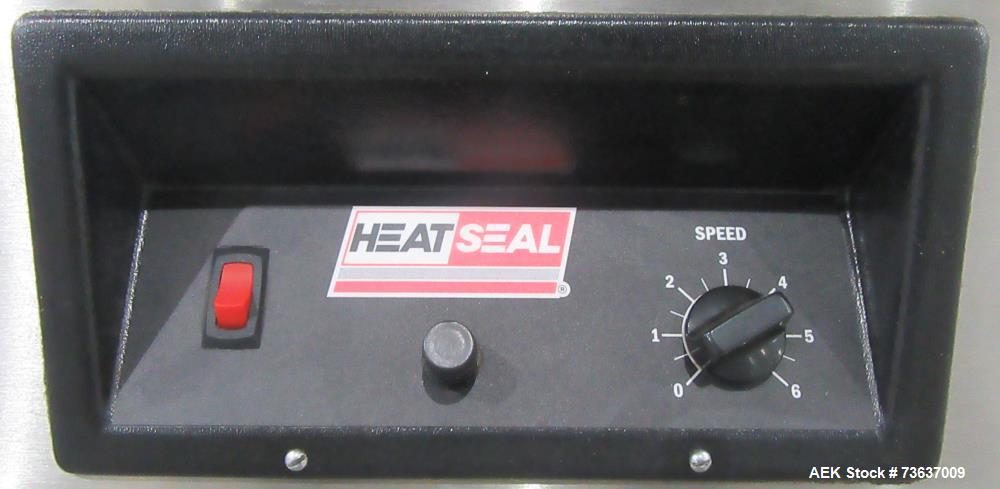 HEATSEAL
®
SPEED
0 1 2 3 4 5 6
AEK Stock #73637009